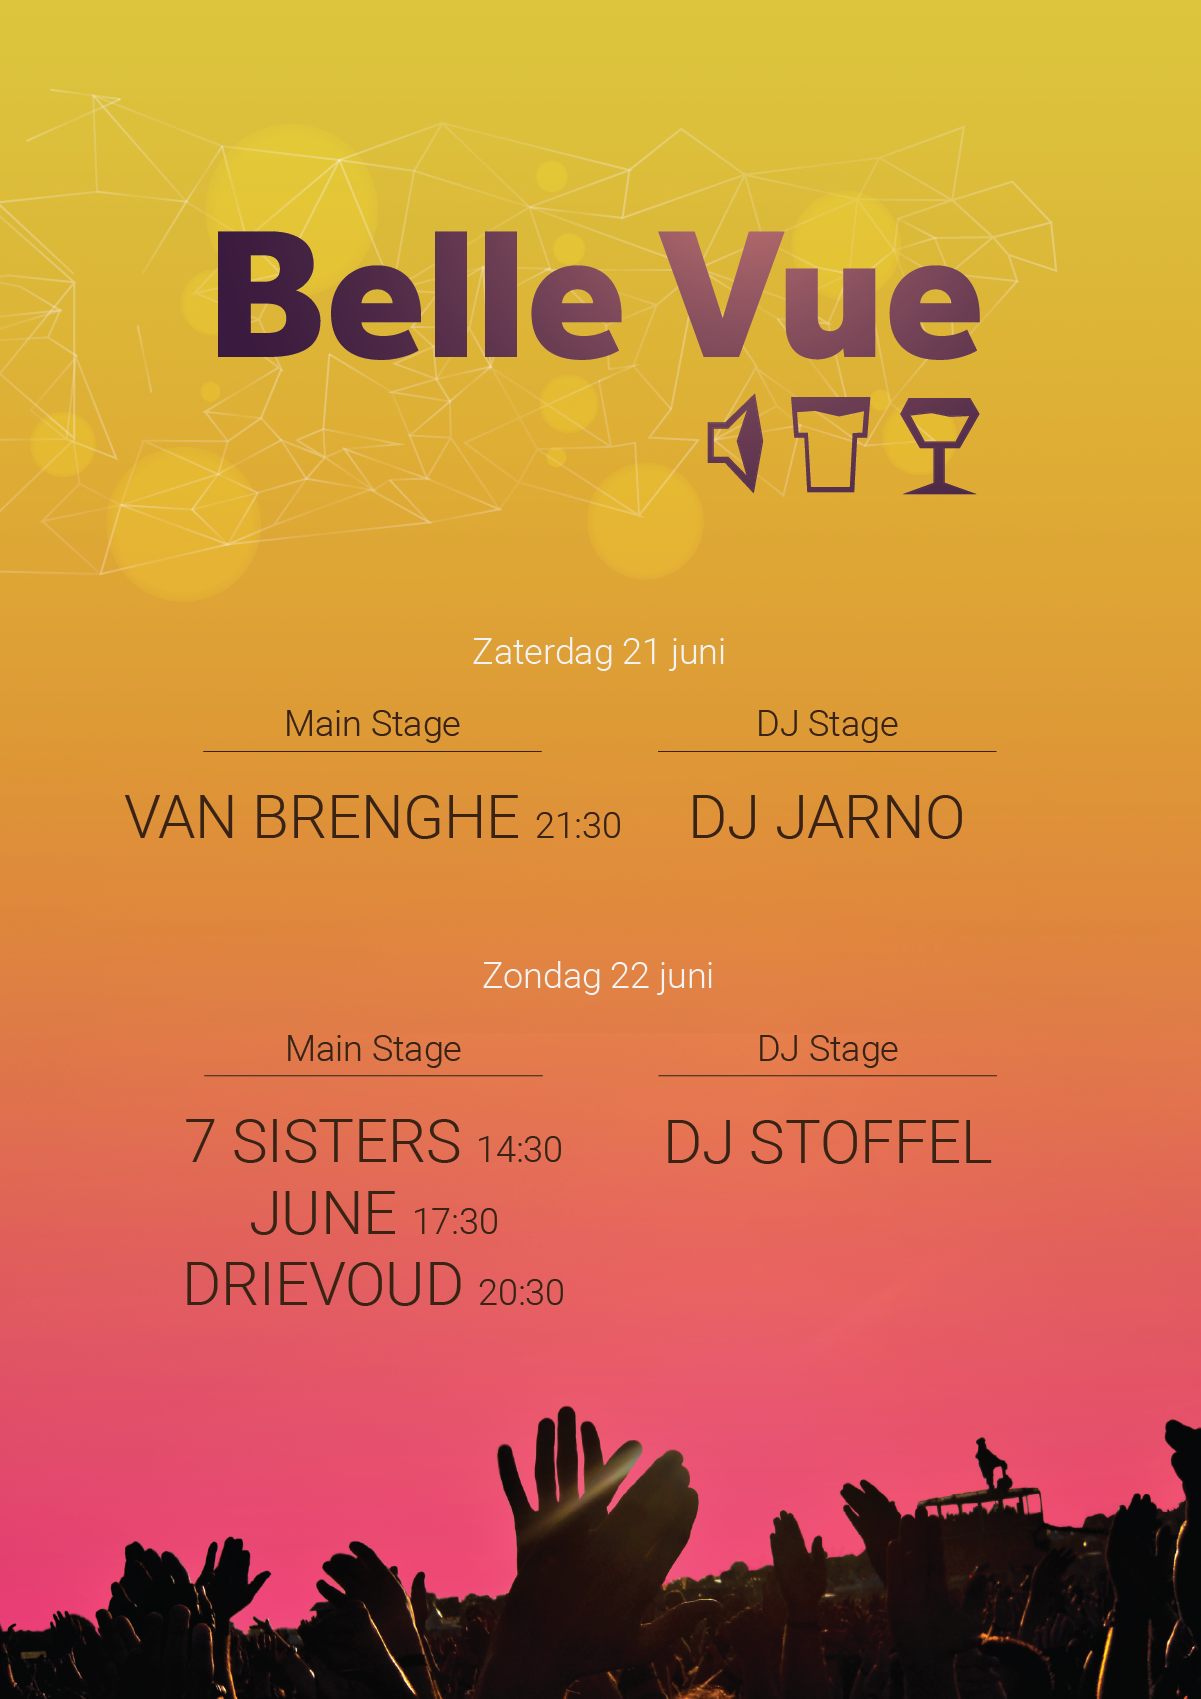 Belle Vue
Zaterdag 21 juni
Main Stage
VAN BRENGHE 21:30
DJ Stage
DJ JARNO
Zondag 22 juni
Main Stage
7 SISTERS 14:30
JUNE 17:30
DRIEVOUD 20:30
DJ Stage
DJ STOFFEL